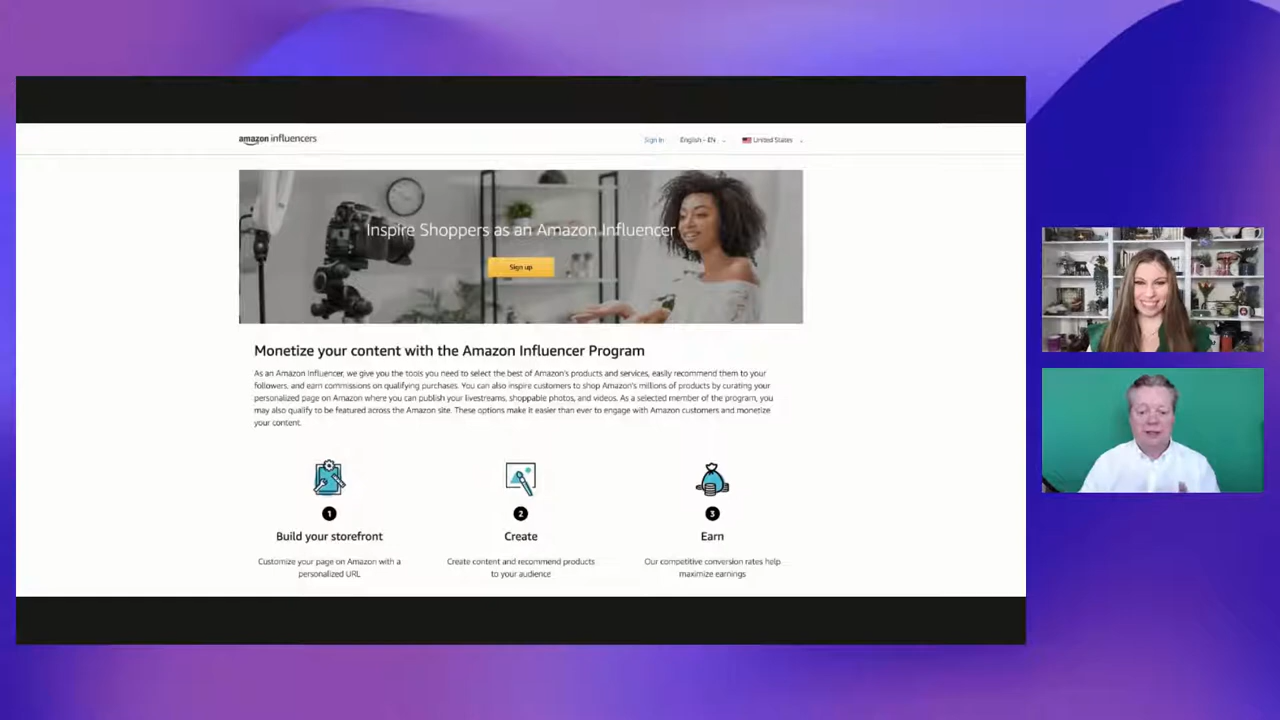 amazon influencers
Sign in English - EN United States
Inspire Shoppers as an Amazon Influencer
Sign up
Monetize your content with the Amazon Influencer Program
As an Amazon Influencer, we give you the tools you need to select the best of Amazon's products and services, easily recommend them to your
followers, and earn commissions on qualifying purchases. You can also inspire customers to shop Amazon's millions of products by curating your
personalized page on Amazon where you can publish your livestreams, shoppable photos, and videos. As a selected member of the program, you
may also qualify to be featured across the Amazon site. These options make it easier than ever to engage with Amazon customers and monetize
your content.
1
Build your storefront
Customize your page on Amazon with a
personalized URL
2
Create
Create content and recommend products
to your audience
3
Earn
Our competitive conversion rates help
maximize earnings